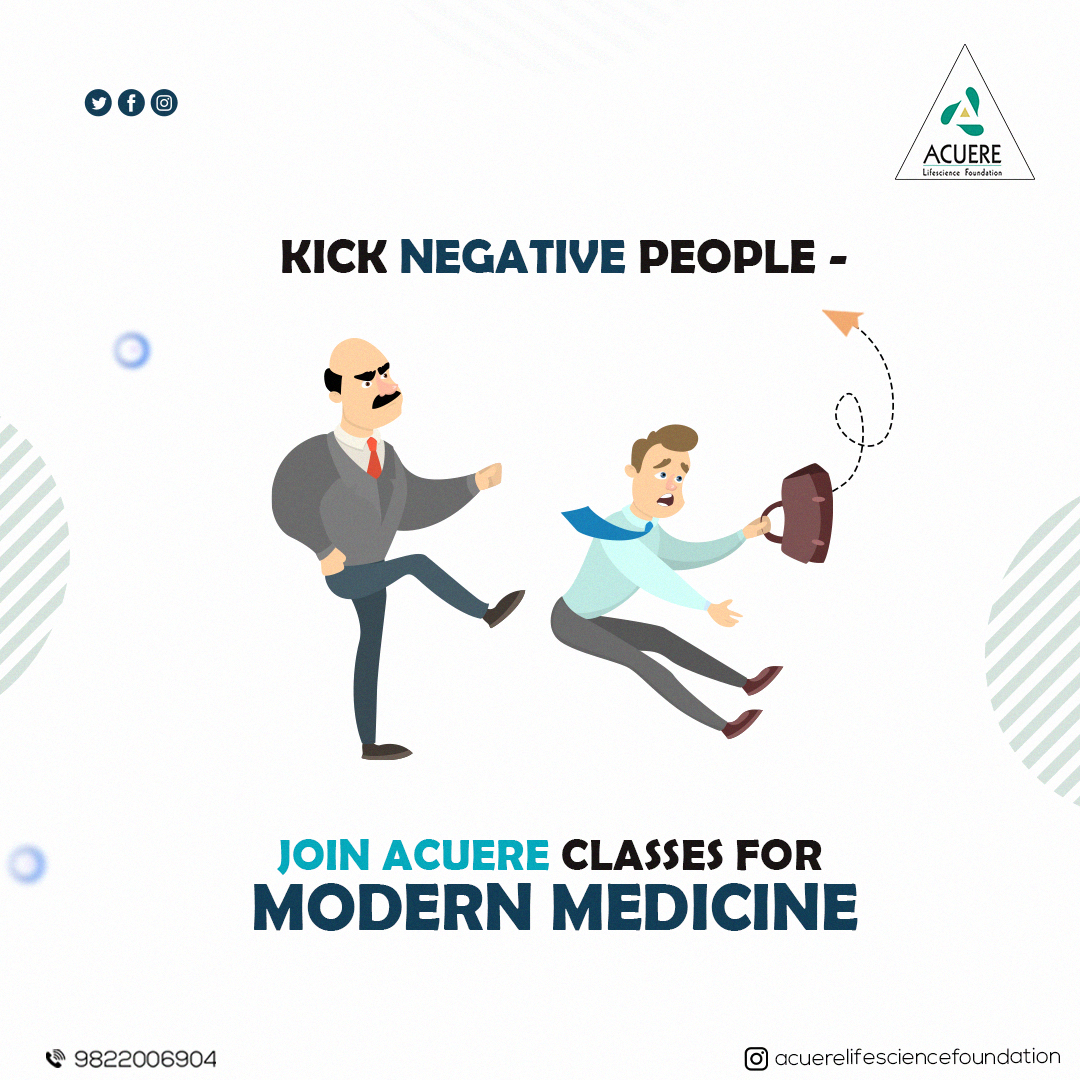 ACUERE
Lifescience Foundation
KICK NEGATIVE PEOPLE -
JOIN ACUERE CLASSES FOR
MODERN MEDICINE
9822006904
acuerelifesciencefoundation